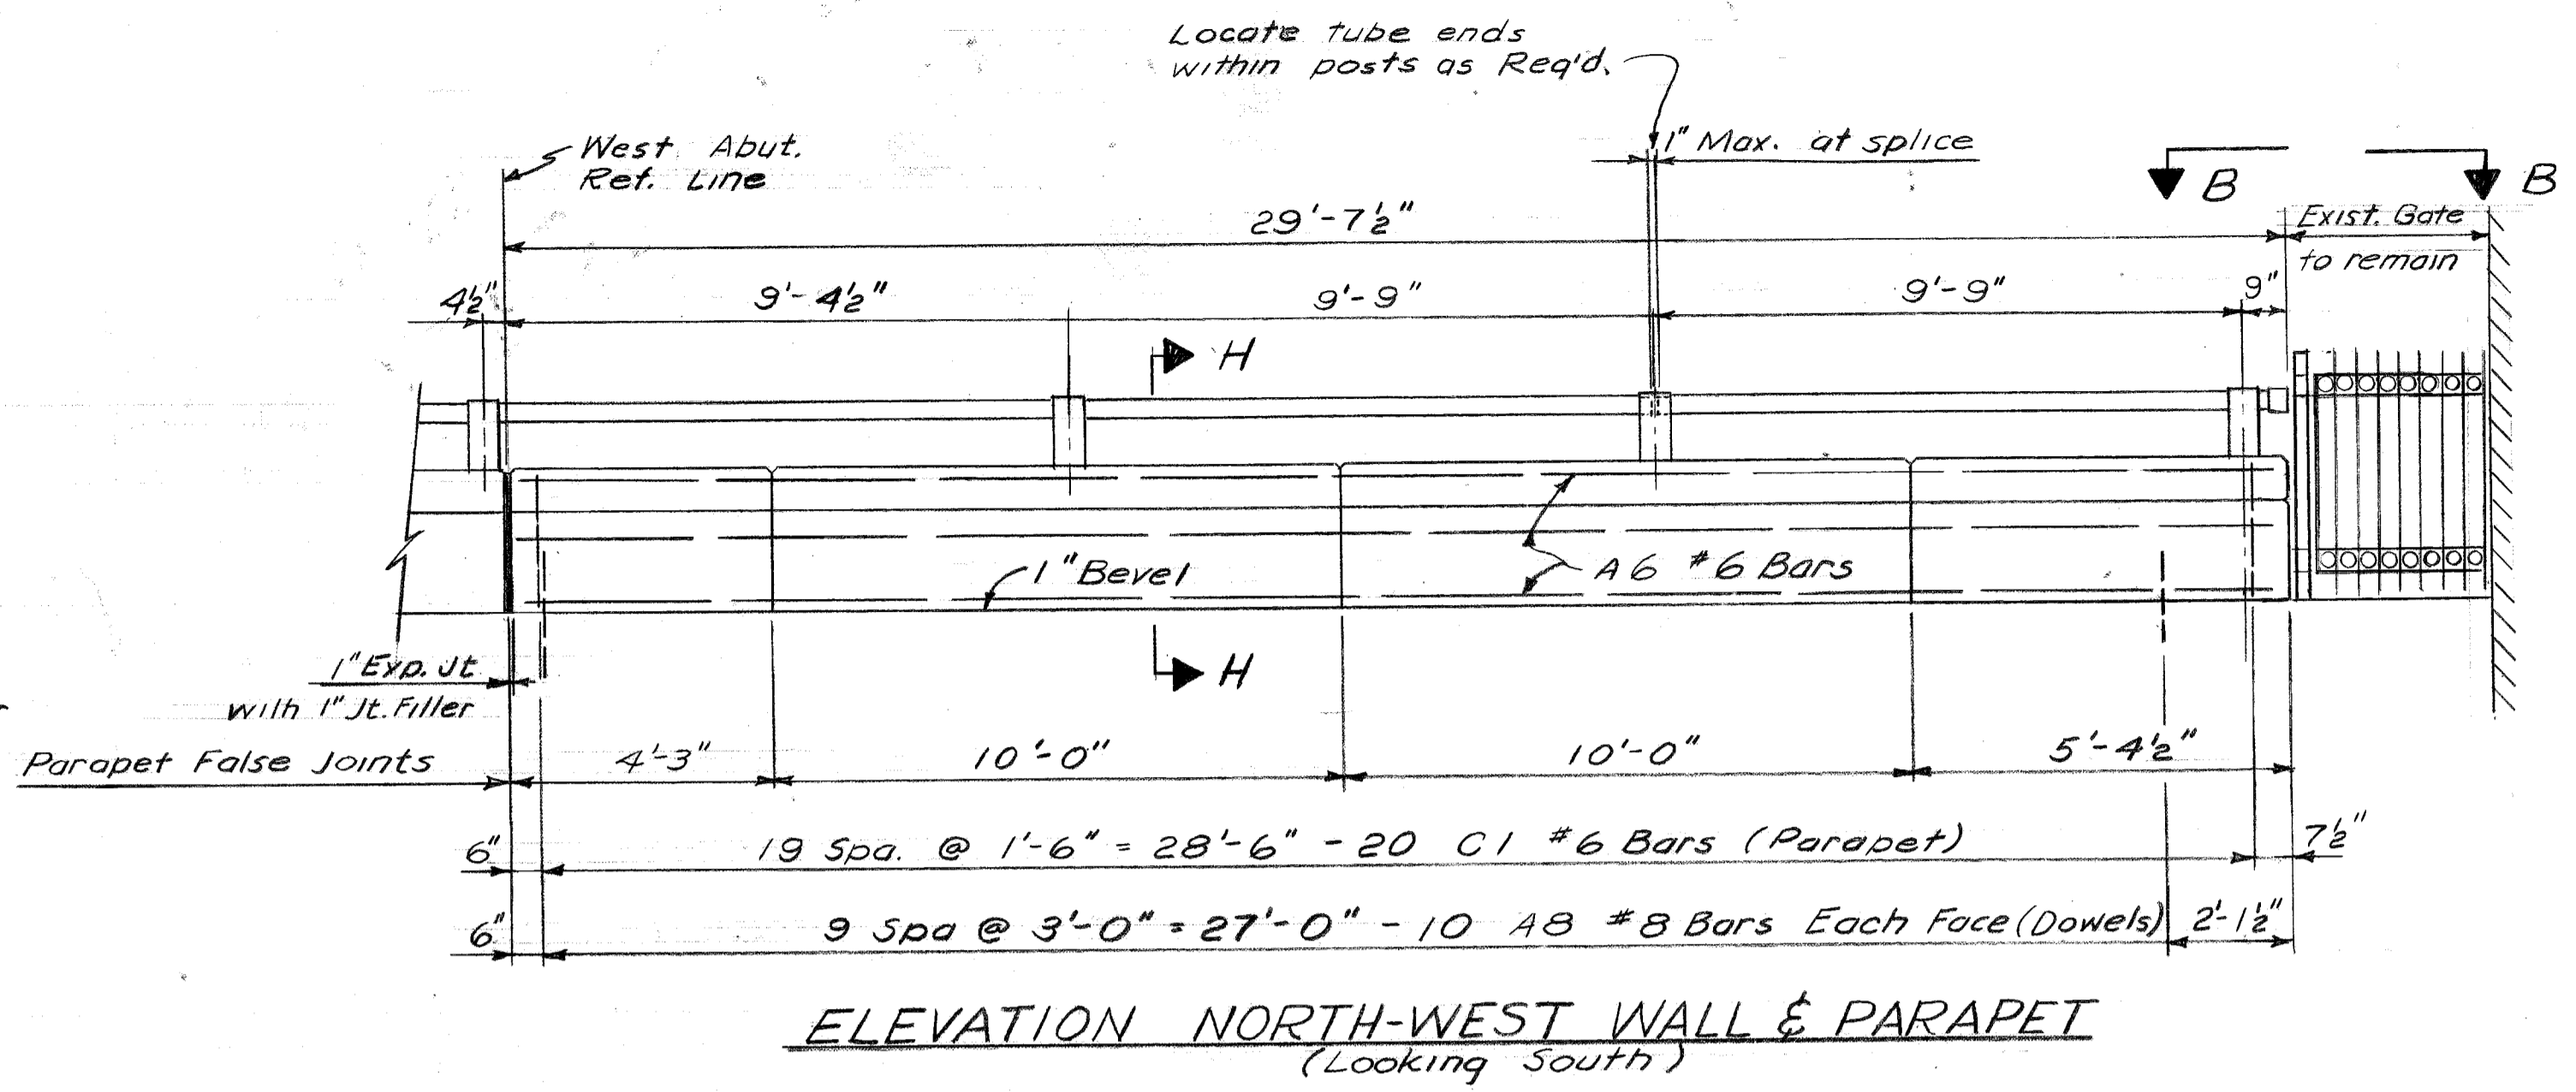 Locate tube ends
within posts as Req'd.
West Abut.
Ref. Line
1" Max. at splice
B
B
29'-7½"
Exist. Gate
to remain
4½"
9'-4½"
9'-9"
9'-9"
9"
H
1" Bevel
A6 #6 Bars
1" Exp. Jt.
with 1" Jt. Filler
H
Parapet False Joints
4'-3"
10'-0"
10'-0"
5'-4½"
6"
19 Spa. @ 1'-6" = 28'-6" - 20 C1 #6 Bars (Parapet)
7½"
6"
9 Spa @ 3'-0" = 27'-0" - 10 A8 #8 Bars Each Face (Dowels)
2'-1½"
ELEVATION NORTH-WEST WALL & PARAPET
(Looking South)